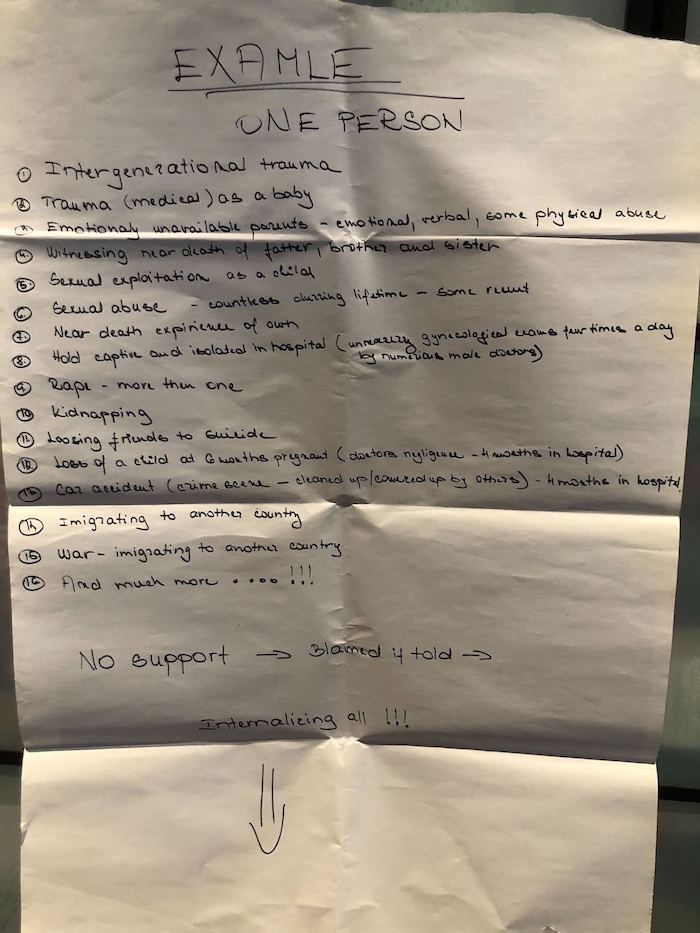 EXAMLE
ONE PERSON
① Intergenerational trauma
② Trauma (medical) as a baby
③ Emotionaly unavailable parents - emotional, verbal, some physical abuse
④ Witnessing near death of father, brother and sister
⑤ Sexual exploitation as a child
⑥ Sexual abuse - countless durring lifetime - some recent
⑦ Near death expirience of own
⑧ Hold captive and isolated in hospital (gynecological exams few times a day
by numerious male doctors)
⑨ Rape - more then one
⑩ Kidnapping
⑪ Loosing friends to suicide
⑫ Loss of a child at 6 months pregnant (doctors negligence - 4 months in hospital)
⑬ Car accident (crime scene - cleaned up/covered up by others) - 4 months in hospital
⑭ Imigrating to another country
⑮ War - imigrating to another country
⑯ And much more ..... !!!
No support → Blamed if told →
Internalizing all !!!
↓